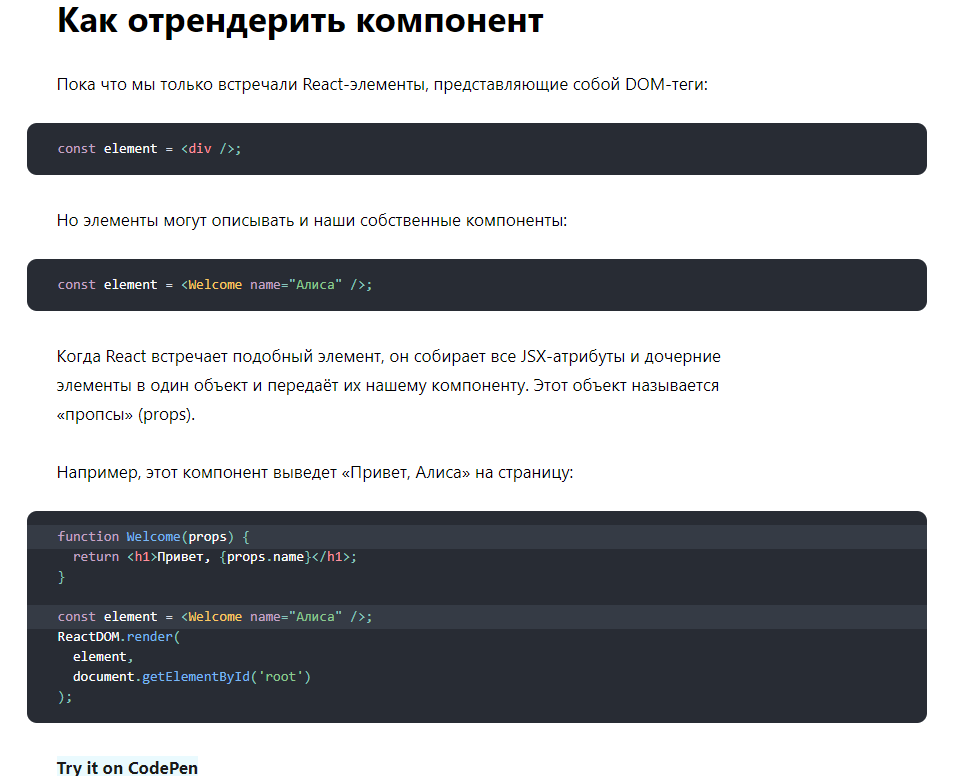 Как отрендерить компонент
Пока что мы только встречали React-элементы, представляющие собой DOM-теги:
const element = <div />;
Но элементы могут описывать и наши собственные компоненты:
const element = <Welcome name="Алиса" />;
Когда React встречает подобный элемент, он собирает все JSX-атрибуты и дочерние
элементы в один объект и передаёт их нашему компоненту. Этот объект называется
«пропсы» (props).
Например, этот компонент выведет «Привет, Алиса» на страницу:
function Welcome(props) {
  return <h1>Привет, {props.name}</h1>;
}
const element = <Welcome name="Алиса" />;
ReactDOM.render(
  element,
  document.getElementById('root')
);
Try it on CodePen